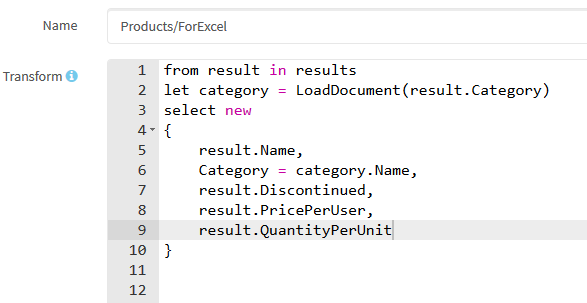 Name Products/ForExcel
Transform
1 from result in results
2 let category = LoadDocument(result.Category)
3 select new
4 {
5 result.Name,
6 Category = category.Name,
7 result.Discontinued,
8 result.PricePerUser,
9 result.QuantityPerUnit
10 }
11
12